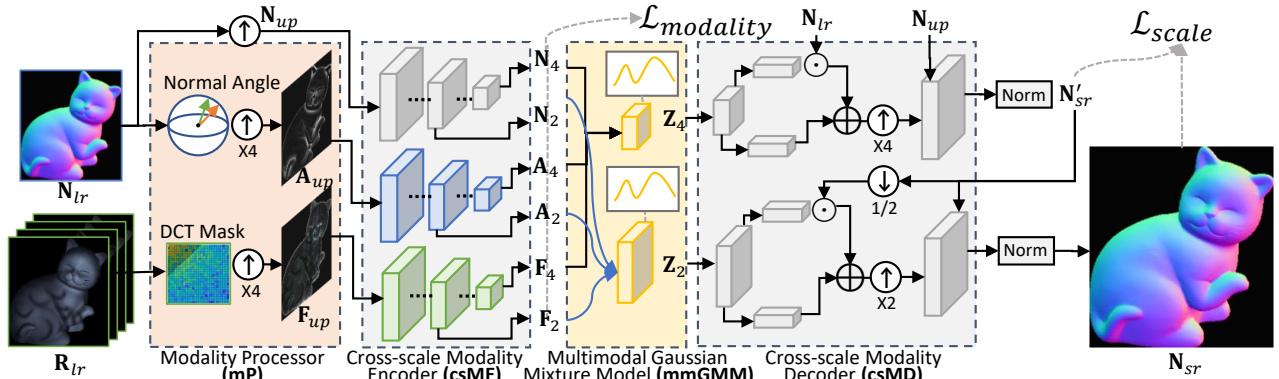 N_up
ℒ_modality
N_lr
N_up
ℒ_scale
Normal Angle
X4
A_up
N_lr
DCT Mask
X4
F_up
R_lr
N_4
N_2
A_4
A_2
F_4
F_2
Z_4
Z_2
X4
Norm
N'_sr
1/2
X2
Norm
N_sr
Modality Processor
(mP)
Cross-scale Modality
Encoder (csME)
Multimodal Gaussian
Mixture Model (mmGMM)
Cross-scale Modality
Decoder (csMD)